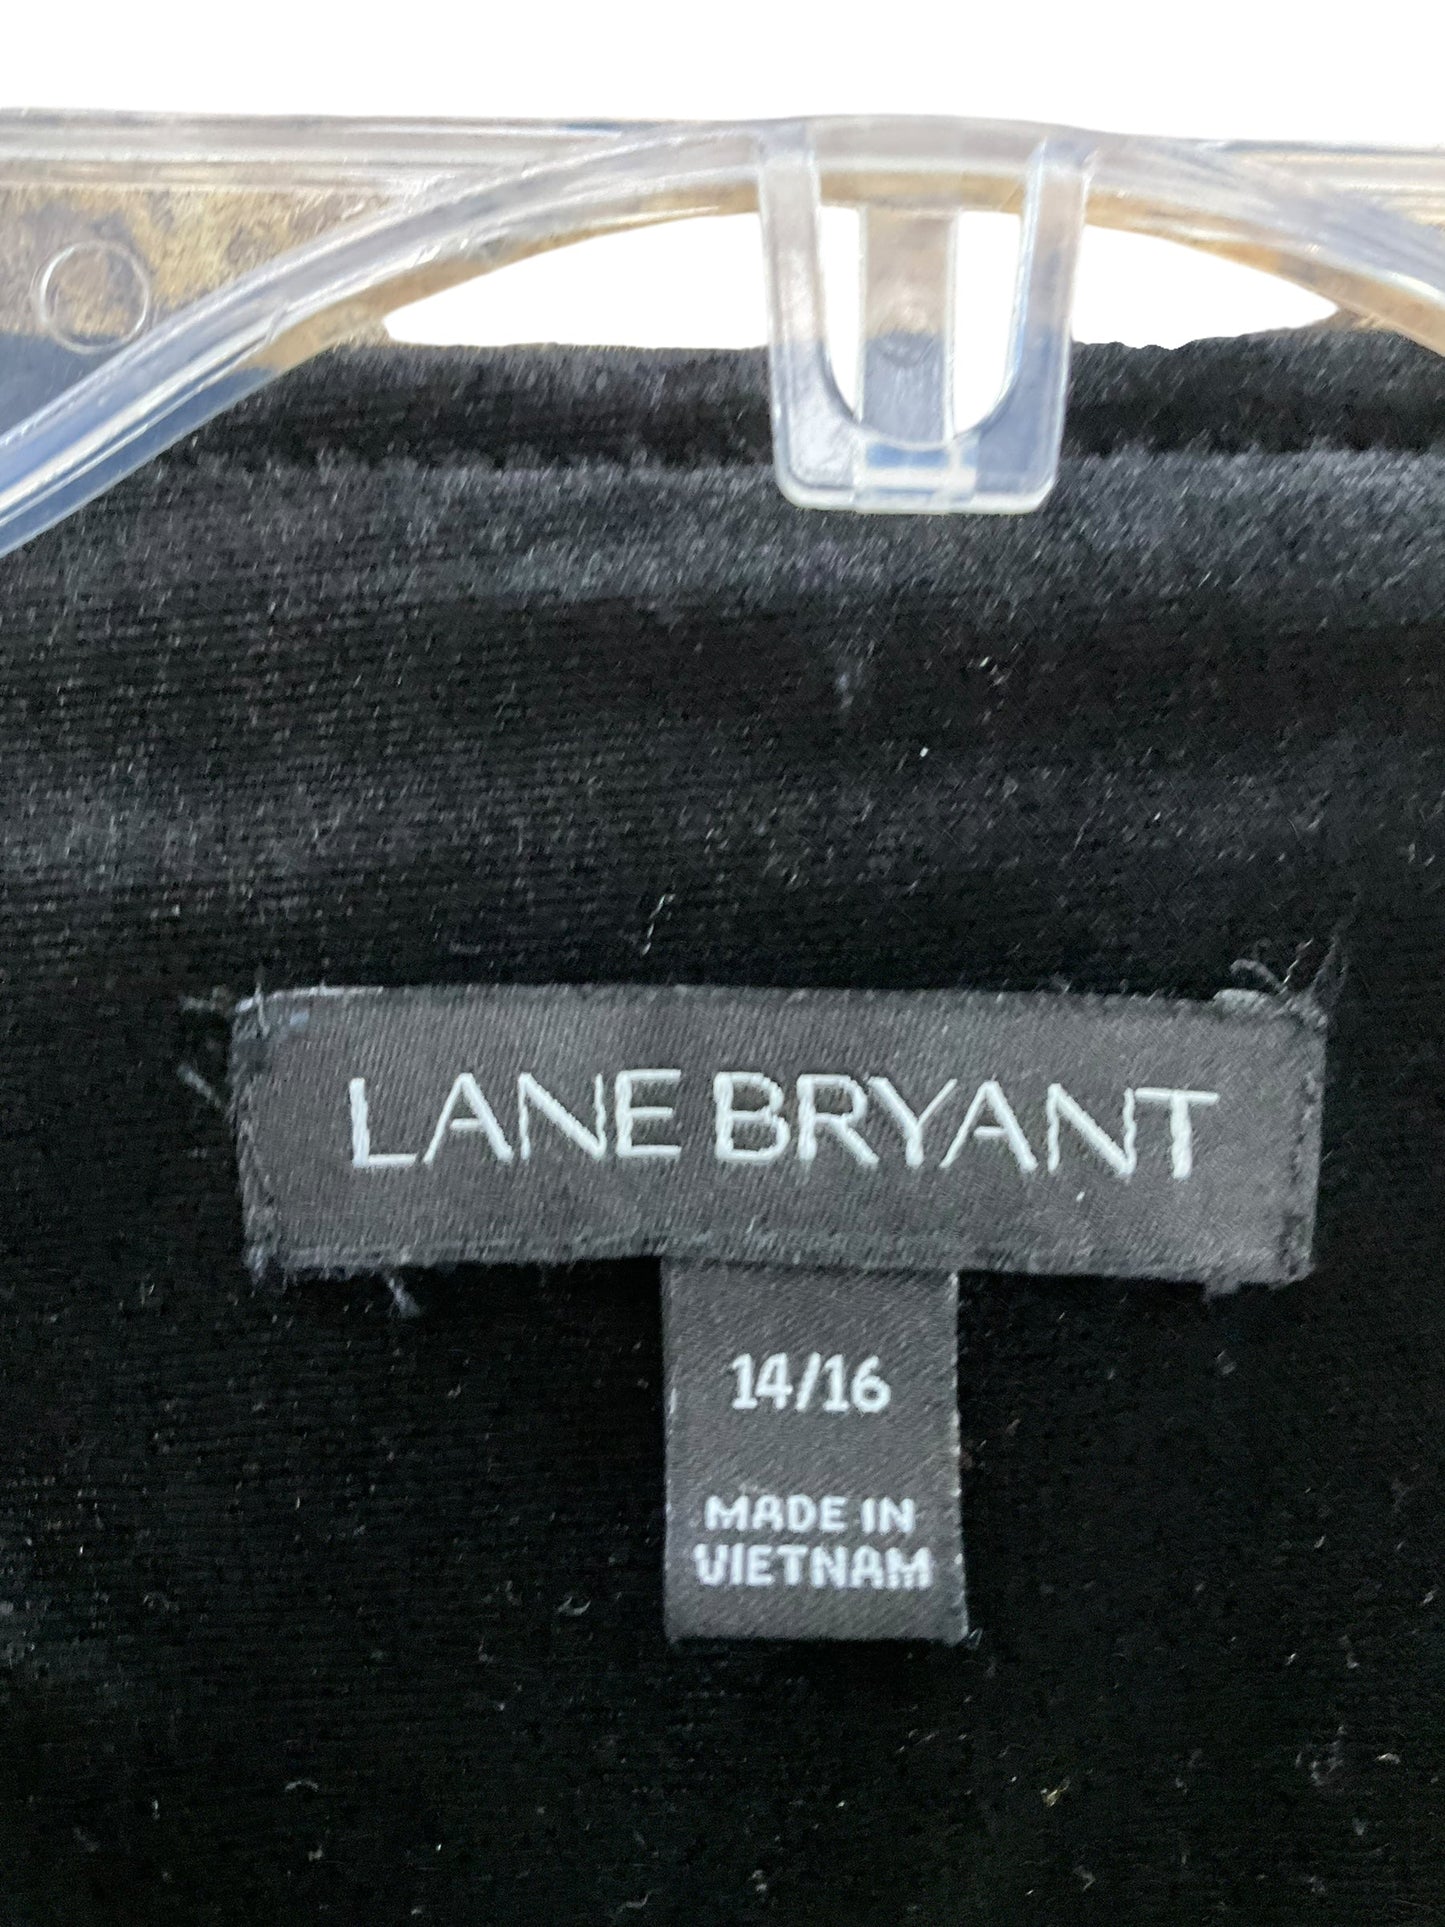 LANE BRYANT
14/16
MADE IN
VIETNAM